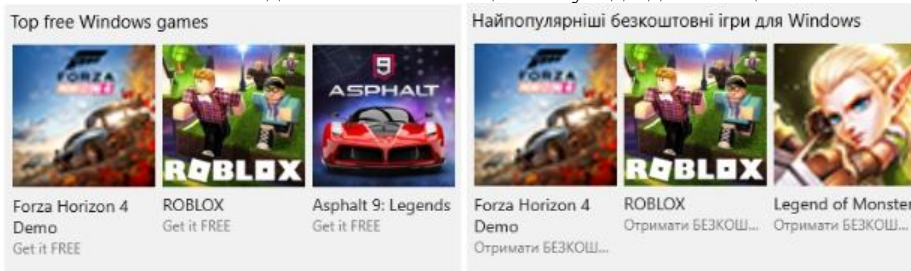 Top free Windows games
FORZA
HORIZON 4
ROBLOX
9
ASPHALT
Forza Horizon 4
Demo
Get it FREE
ROBLOX
Get it FREE
Asphalt 9: Legends
Get it FREE
Найпопулярніші безкоштовні ігри для Windows
FORZA
HORIZON 4
ROBLOX
Forza Horizon 4
Demo
Отримати БЕЗКОШ...
ROBLOX
Отримати БЕЗКОШ...
Legend of Monster
Отримати БЕЗКОШ...